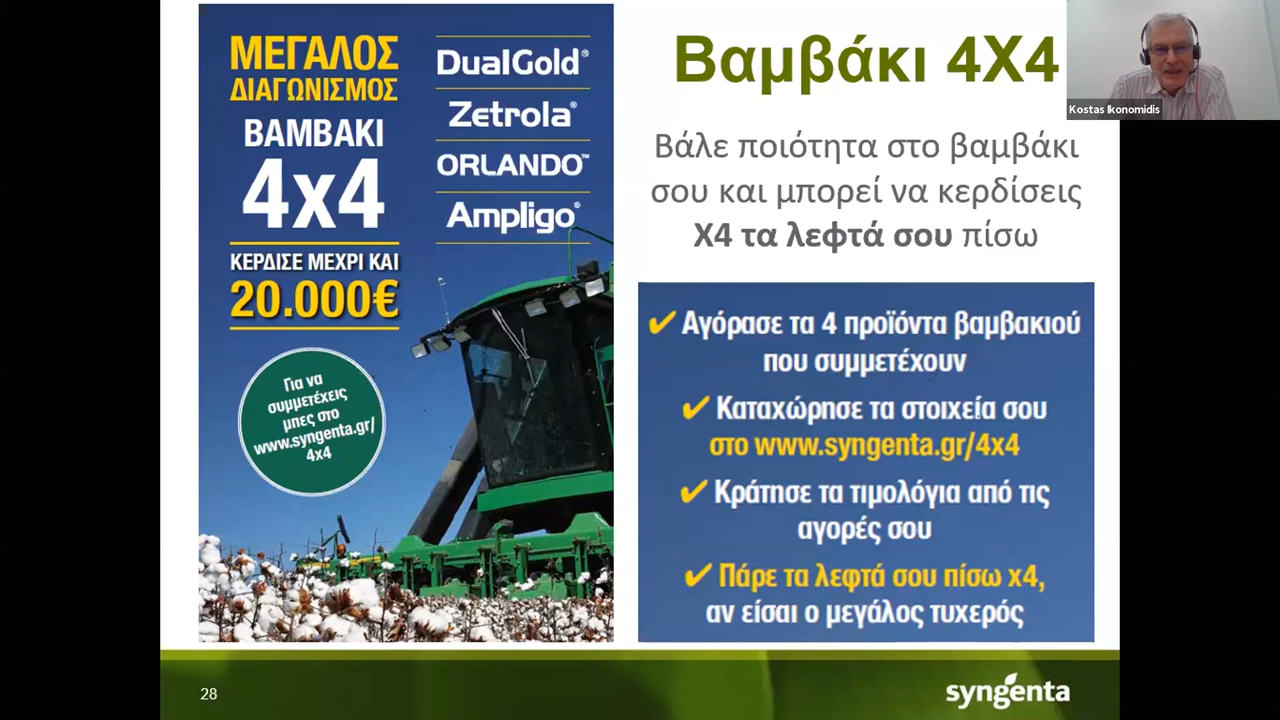 ΜΕΓΑΛΟΣ
ΔΙΑΓΩΝΙΣΜΟΣ
ΒΑΜΒΑΚΙ
4x4
ΚΕΡΔΙΣΕ ΜΕΧΡΙ ΚΑΙ
20.000€
Για να
συμμετέχεις
μπες στο
www.syngenta.gr/
4x4
DualGold®
Zetrola®
ORLANDO™
Ampligo®
Βαμβάκι 4X4
Βάλε ποιότητα στο βαμβάκι
σου και μπορεί να κερδίσεις
Χ4 τα λεφτά σου πίσω
✔ Αγόρασε τα 4 προϊόντα βαμβακιού
που συμμετέχουν
✔ Καταχώρησε τα στοιχεία σου
στο www.syngenta.gr/4x4
✔ Κράτησε τα τιμολόγια από τις
αγορές σου
✔ Πάρε τα λεφτά σου πίσω x4,
αν είσαι ο μεγάλος τυχερός
Kostas Ikonomidis
28
syngenta